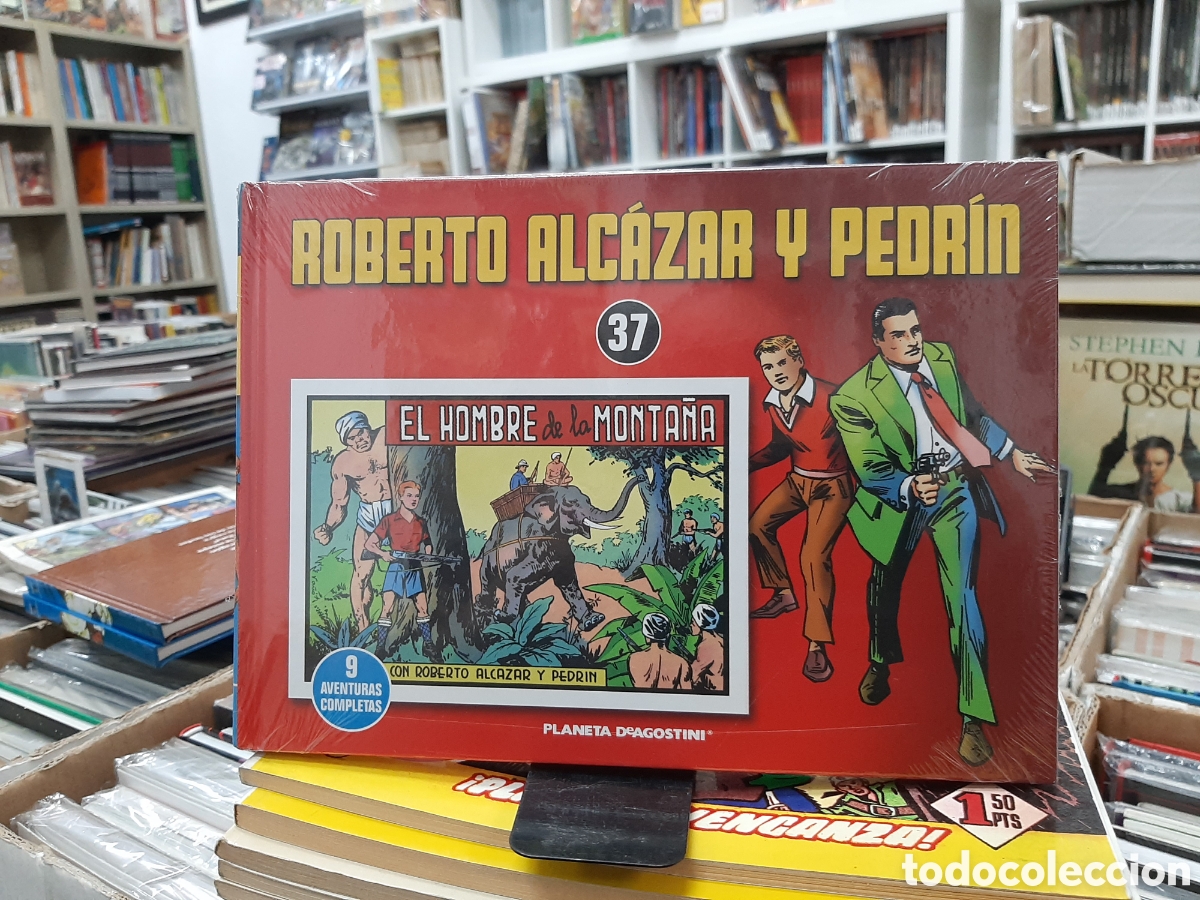 ROBERTO ALCÁZAR Y PEDRÍN
37
EL HOMBRE de la MONTAÑA
CON ROBERTO ALCAZAR Y PEDRIN
9
AVENTURAS
COMPLETAS
PLANETA DeAGOSTINI
STEPHEN
LA TORRE
OSCU
VENGANZA!
1 50
PTS
todocoleccion